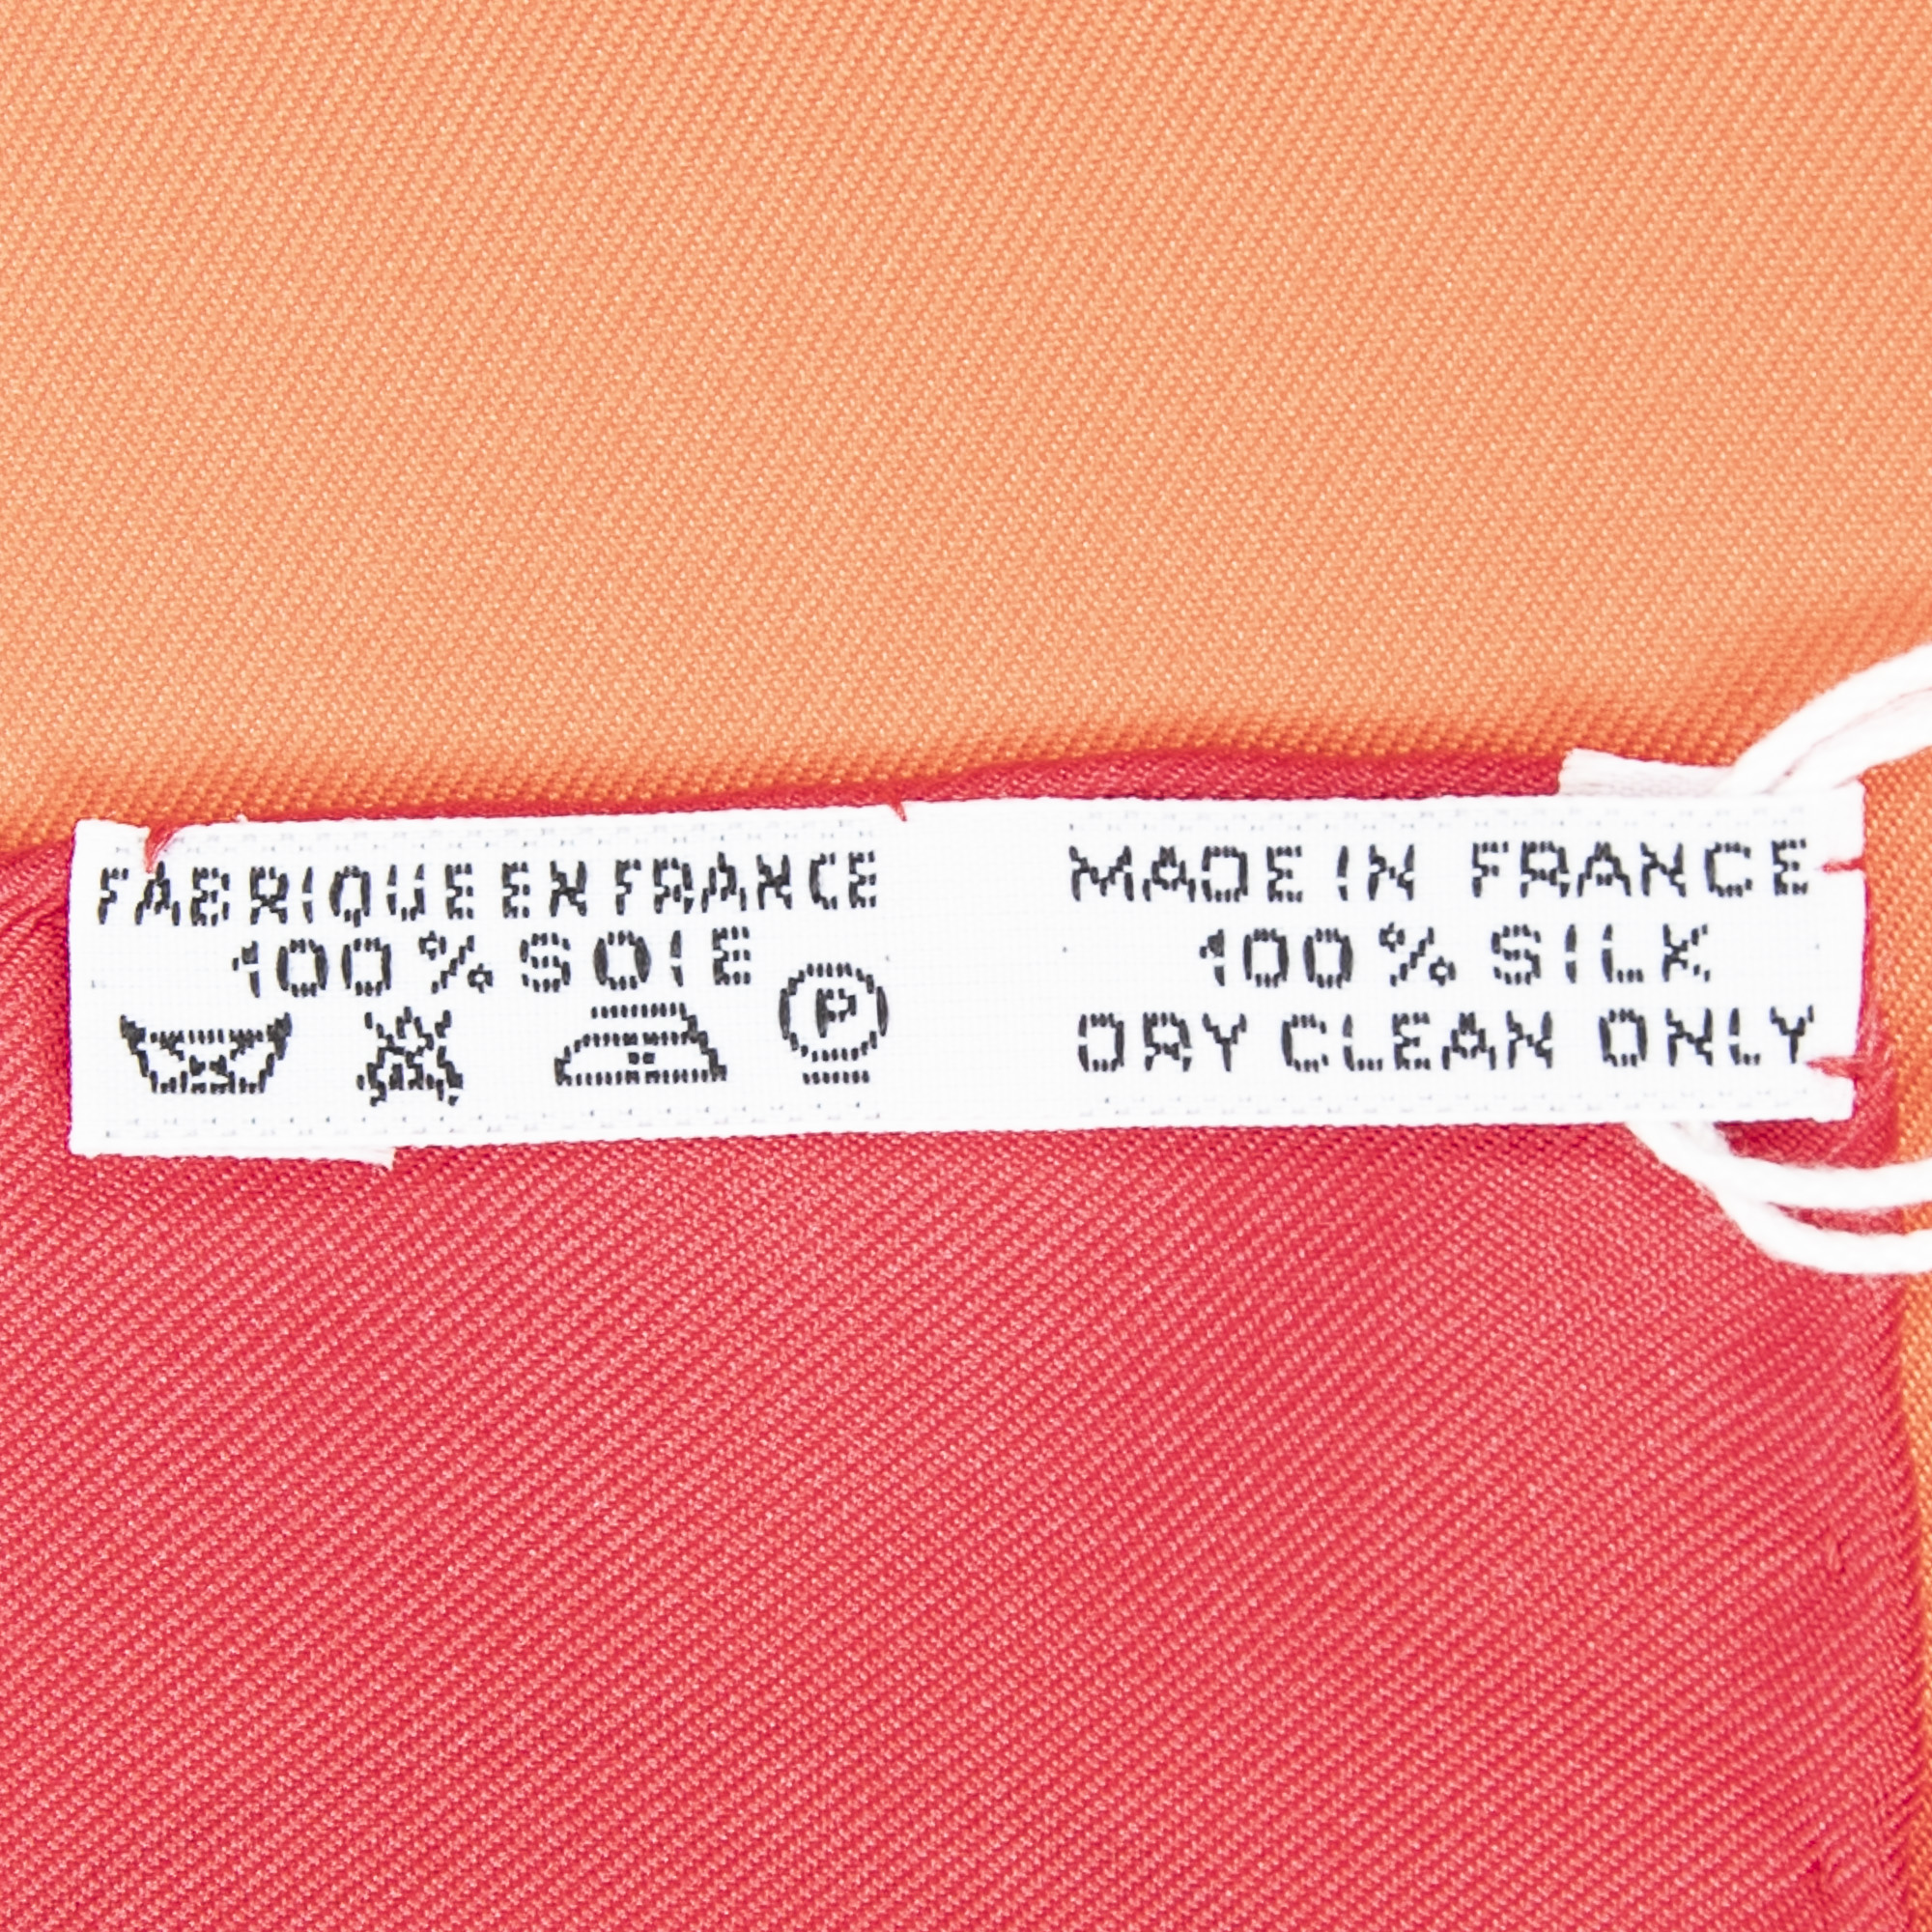 FABRIQUE EN FRANCE
100% SOIE
P
MADE IN FRANCE
100% SILK
DRY CLEAN ONLY